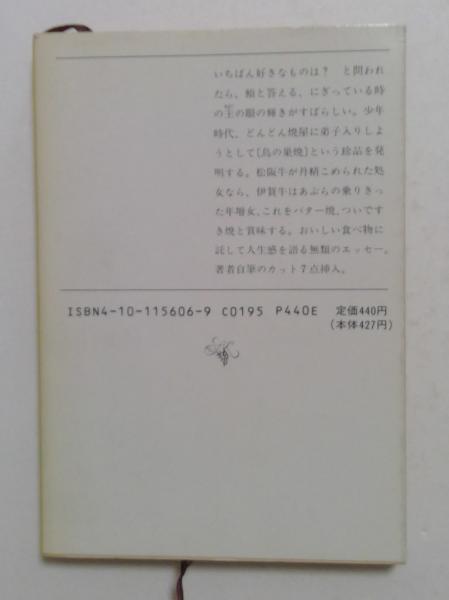 いちばん好きなものは？　と問われ
たら、鮨と答える、にぎっている時
の主の眼の輝きがすばらしい。少年
時代、どんどん焼屋に弟子入りしよ
うとして[鳥の巣焼]という珍品を発
明する。松阪牛が丹精こめられた処
女なら、伊賀牛はあぶらの乗りきっ
た年増女、これをバター焼、ついです
き焼と賞味する。おいしい食べ物に
託して人生感を語る無類のエッセー。
著者自筆のカット7点挿入。
ISBN4-10-115606-9 C0195 P440E 定価440円
(本体427円)